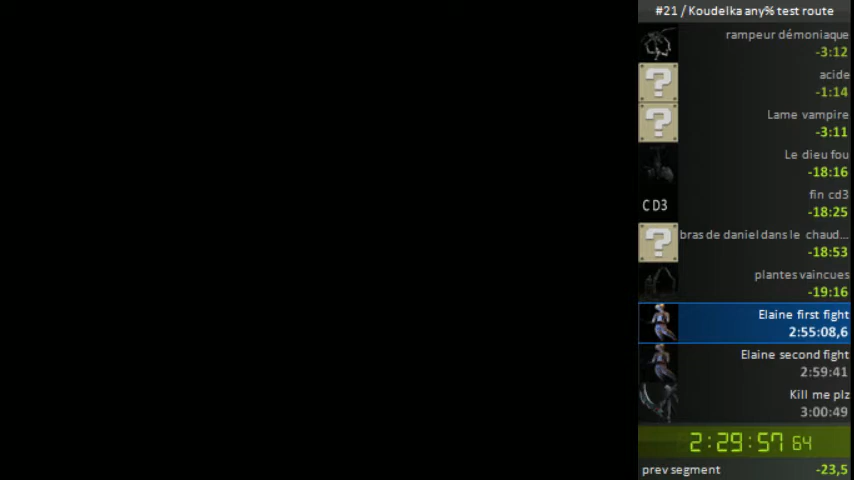 #21 / Koudelka any% test route
rampeur démoniaque
-3:12
acide
-1:14
Lame vampire
-3:11
Le dieu fou
-18:16
CD3
fin cd3
-18:25
bras de daniel dans le chaud...
-18:53
plantes vaincues
-19:16
Elaine first fight
2:55:08,6
Elaine second fight
2:59:41
Kill me plz
3:00:49
2:29:57 64
prev segment -23,5